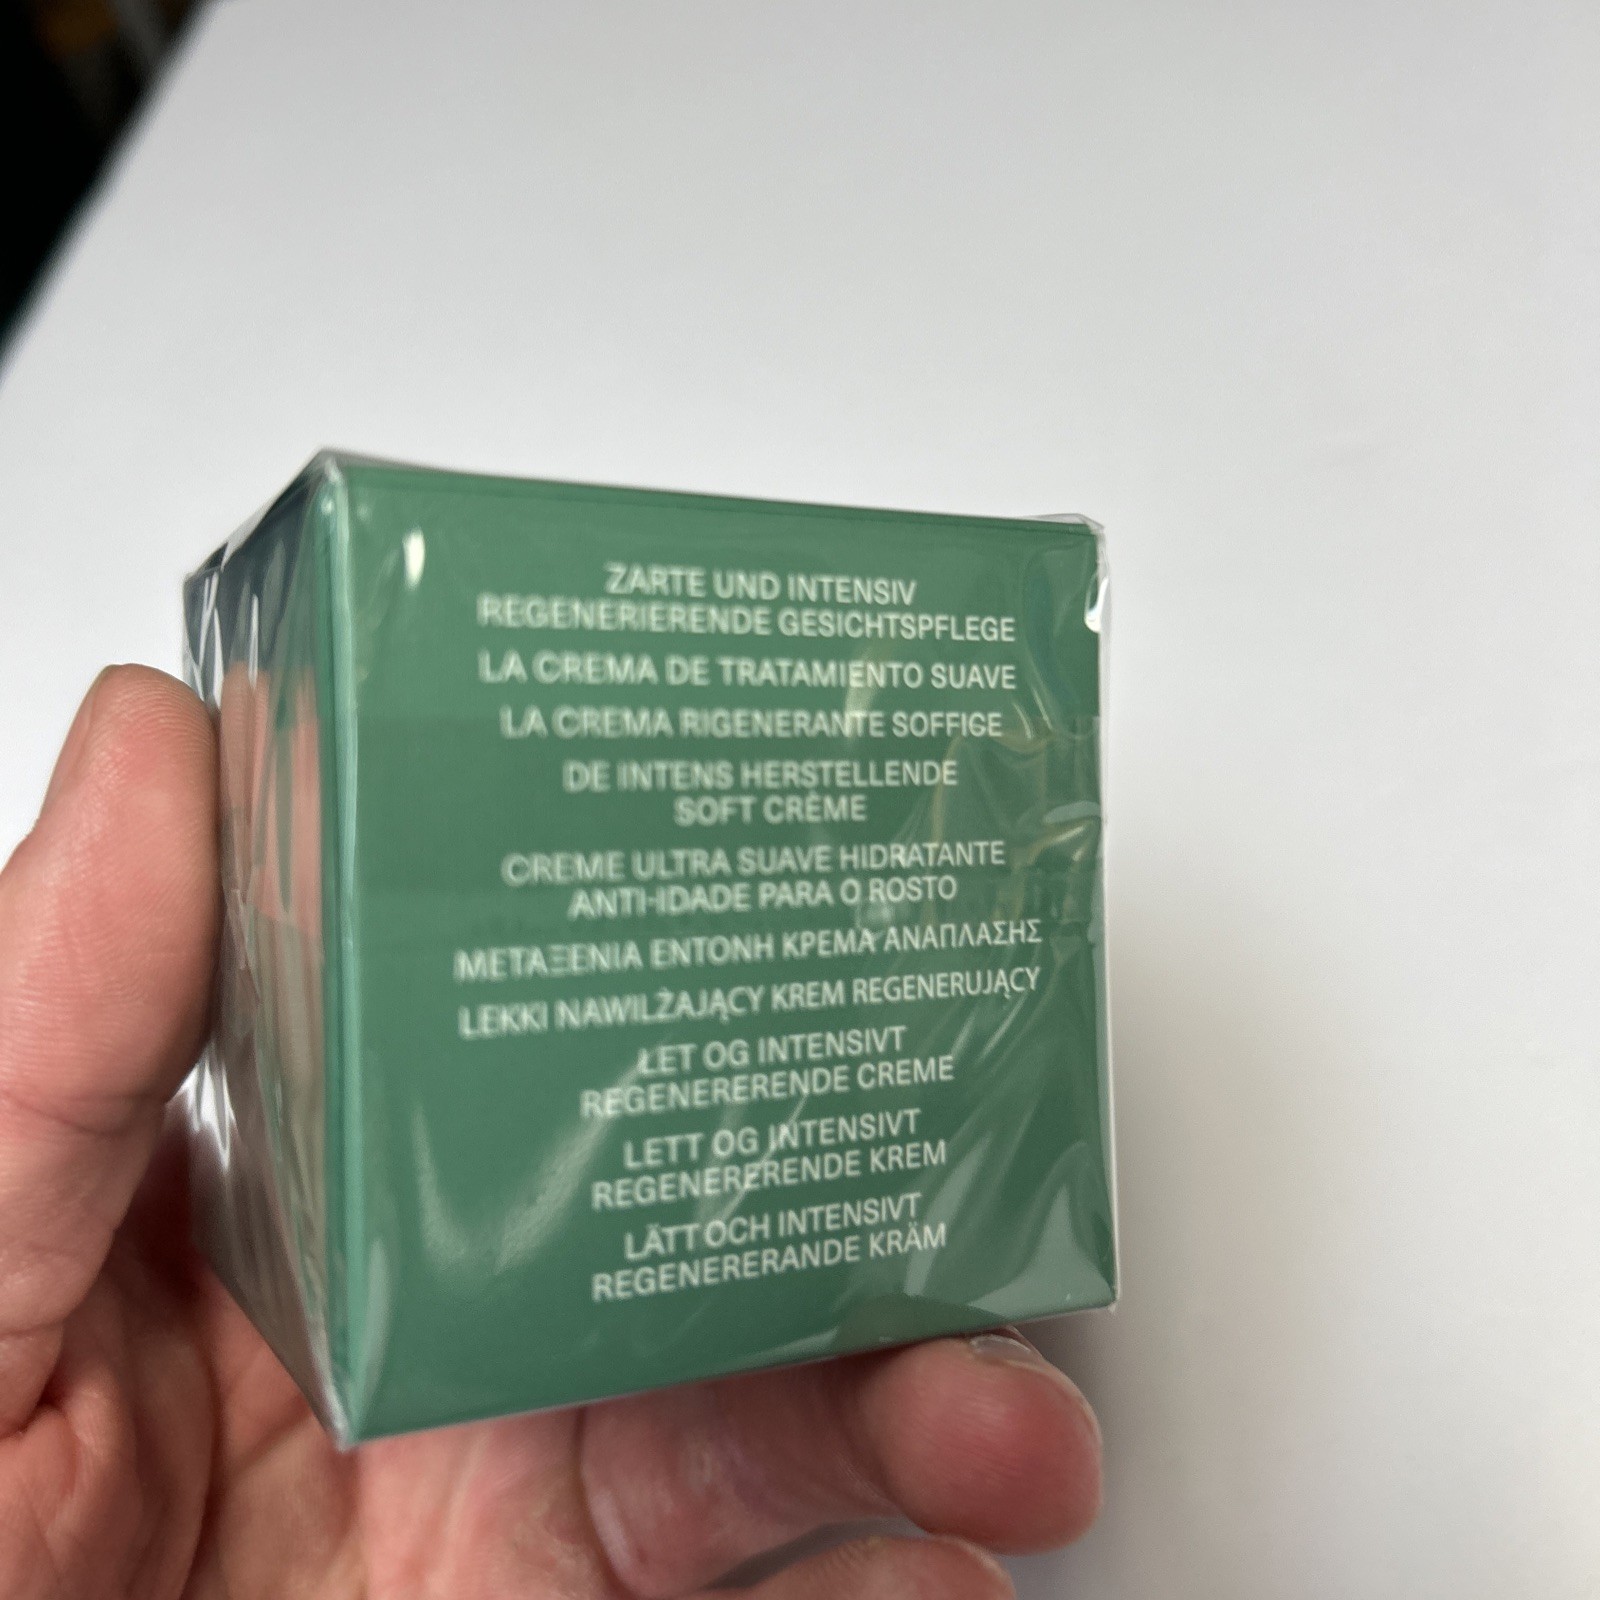 ZARTE UND INTENSIV
REGENERIERENDE GESICHTSPFLEGE
LA CREMA DE TRATAMIENTO SUAVE
LA CREMA RIGENERANTE SOFFICE
DE INTENS HERSTELLENDE
SOFT CRÈME
CREME ULTRA SUAVE HIDRATANTE
ANTI-IDADE PARA O ROSTO
ΜΕΤΑΞΕΝΙΑ ΕΝΤΟΝΗ ΚΡΕΜΑ ΑΝΑΠΛΑΣΗΣ
LEKKI NAWILŻAJĄCY KREM REGENERUJĄCY
LET OG INTENSIVT
REGENERERENDE CREME
LETT OG INTENSIVT
REGENERERENDE KREM
LÄTT OCH INTENSIVT
REGENERERANDE KRÄM